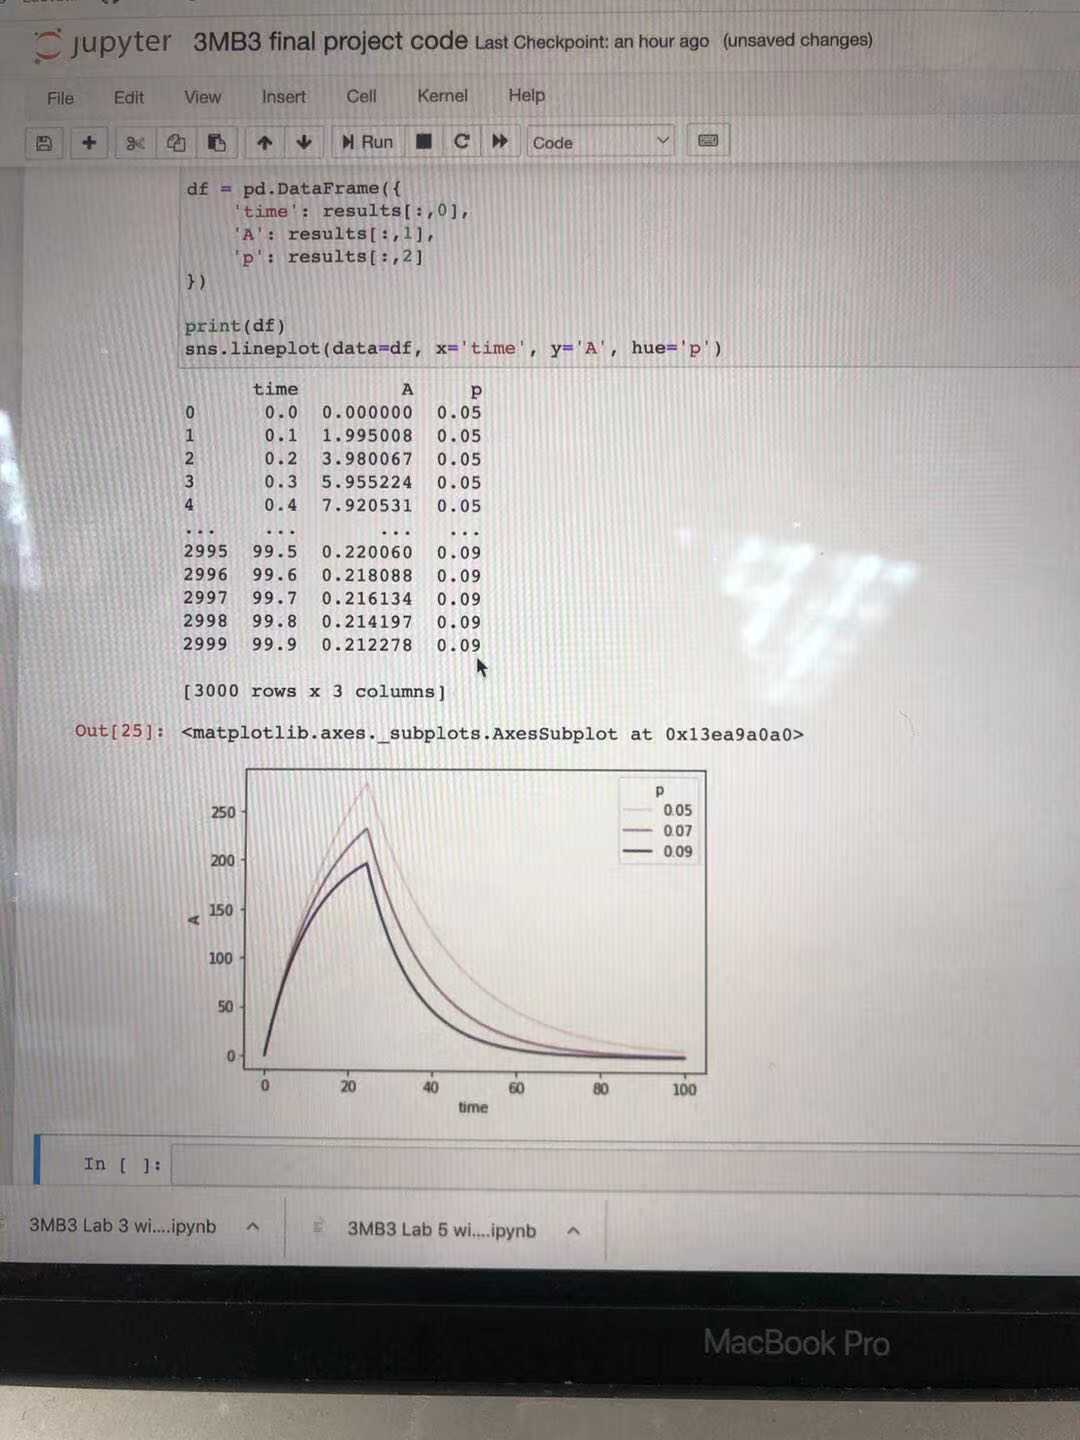 jupyter 3MB3 final project code Last Checkpoint: an hour ago (unsaved changes)
File Edit View Insert Cell Kernel Help
Run Code
df = pd.DataFrame({
'time': results[:,0],
'A': results[:,1],
'p': results[:,2]
})
print(df)
sns.lineplot(data=df, x='time', y='A', hue='p')
time A p
0 0.0 0.000000 0.05
1 0.1 1.995008 0.05
2 0.2 3.980067 0.05
3 0.3 5.955224 0.05
4 0.4 7.920531 0.05
... ... ... ...
2995 99.5 0.220060 0.09
2996 99.6 0.218088 0.09
2997 99.7 0.216134 0.09
2998 99.8 0.214197 0.09
2999 99.9 0.212278 0.09
[3000 rows x 3 columns]
Out[25]: <matplotlib.axes._subplots.AxesSubplot at 0x13ea9a0a0>
p
0.05
0.07
0.09
250
200
150
100
50
0
A
0 20 40 60 80 100
time
In [ ]:
3MB3 Lab 3 wi....ipynb 3MB3 Lab 5 wi....ipynb
MacBook Pro